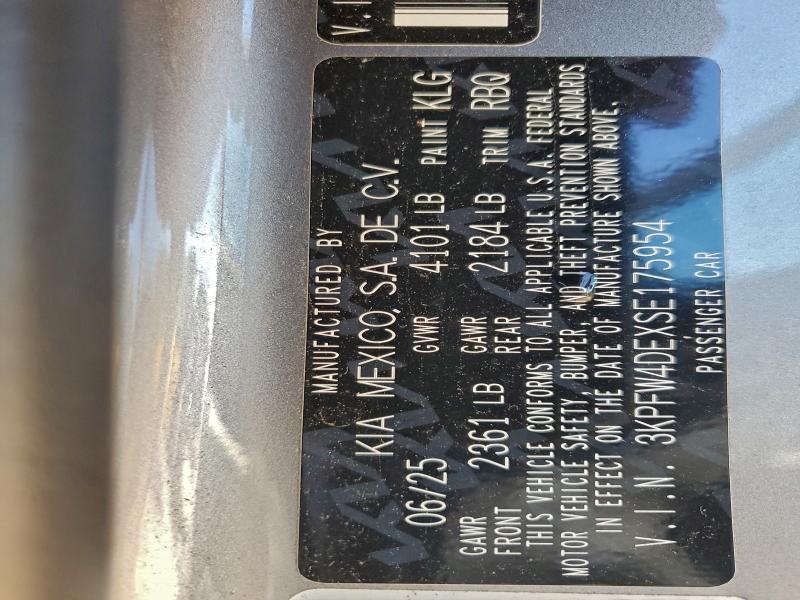 V.I.N.
MANUFACTURED BY
KIA MEXICO, S.A. DE C.V.
06/25 GVWR 4101 LB PAINT KLG
GAWR FRONT 2361 LB GAWR REAR 2184 LB TRIM RBQ
THIS VEHICLE CONFORMS TO ALL APPLICABLE U.S.A. FEDERAL
MOTOR VEHICLE SAFETY, BUMPER, AND THEFT PREVENTION STANDARDS
IN EFFECT ON THE DATE OF MANUFACTURE SHOWN ABOVE.
V.I.N. 3KPFW4DEXSE175954
PASSENGER CAR